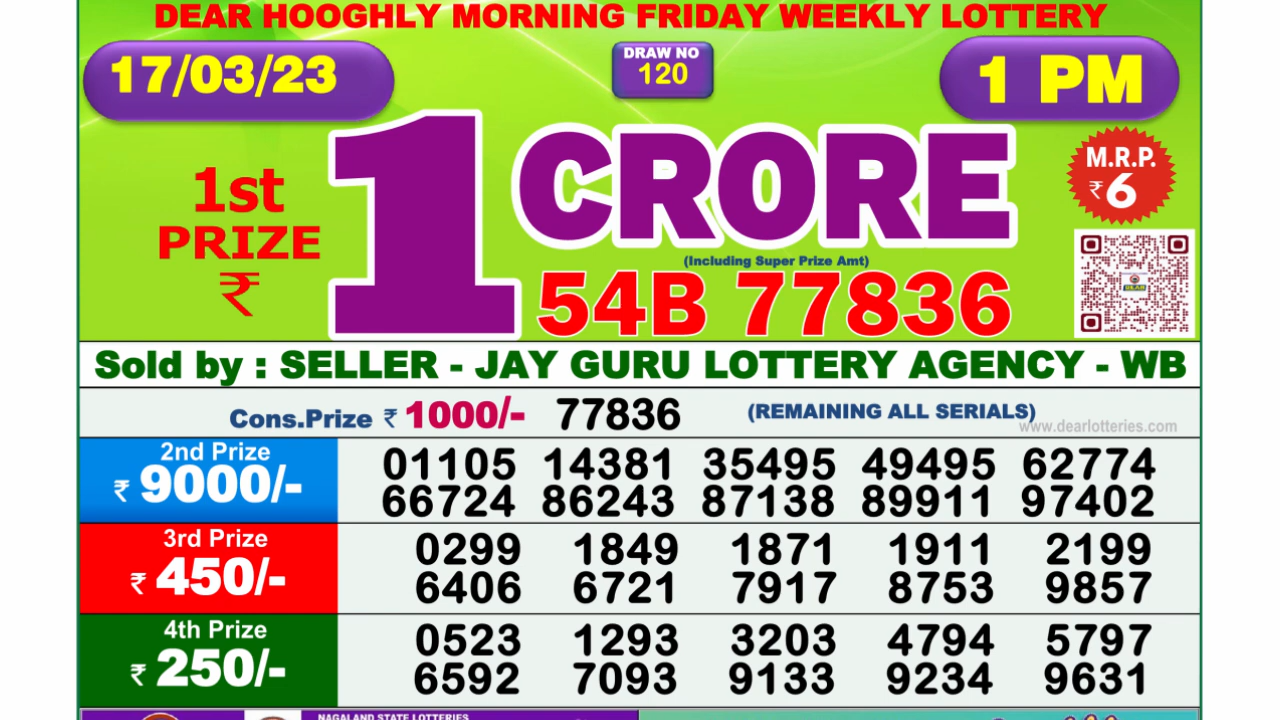 DEAR HOOGHLY MORNING FRIDAY WEEKLY LOTTERY
17/03/23
DRAW NO
120
1 PM
1st
PRIZE
₹
1 CRORE
(Including Super Prize Amt)
54B 77836
M.R.P.
₹6
DEAR
Sold by : SELLER - JAY GURU LOTTERY AGENCY - WB
Cons.Prize ₹ 1000/- 77836 (REMAINING ALL SERIALS)
www.dearlotteries.com
2nd Prize
₹ 9000/-
01105 14381 35495 49495 62774
66724 86243 87138 89911 97402
3rd Prize
₹ 450/-
0299 1849 1871 1911 2199
6406 6721 7917 8753 9857
4th Prize
₹ 250/-
0523 1293 3203 4794 5797
6592 7093 9133 9234 9631
NAGALAND STATE LOTTERIES